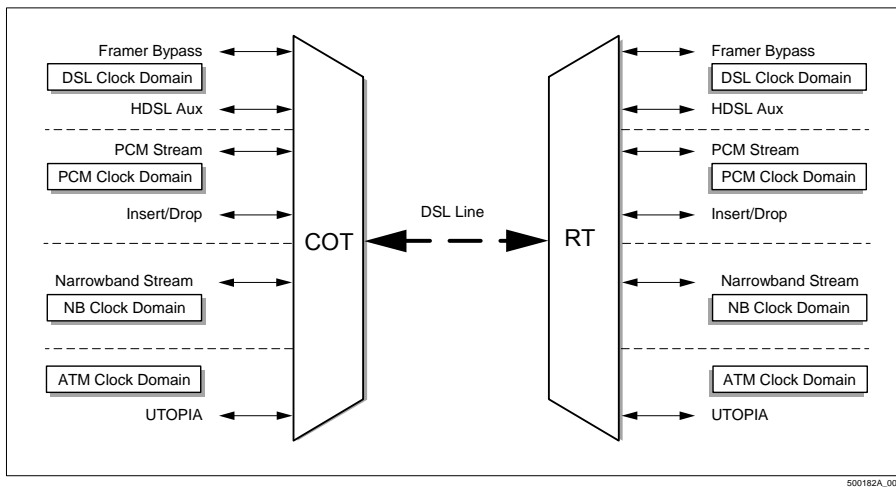 Framer Bypass
DSL Clock Domain
HDSL Aux
PCM Stream
PCM Clock Domain
Insert/Drop
Narrowband Stream
NB Clock Domain
ATM Clock Domain
UTOPIA
COT
DSL Line
RT
Framer Bypass
DSL Clock Domain
HDSL Aux
PCM Stream
PCM Clock Domain
Insert/Drop
Narrowband Stream
NB Clock Domain
ATM Clock Domain
UTOPIA